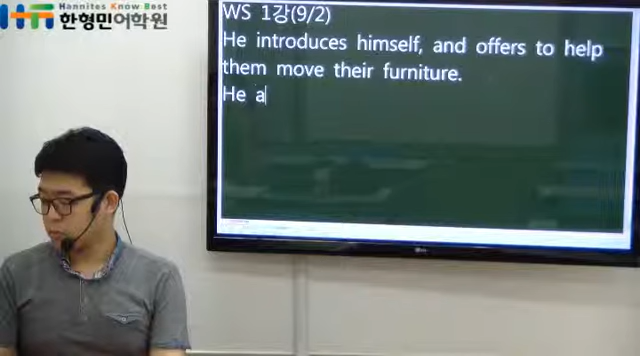 Hannites Know Best
한형민어학원
WS 1강(9/2)
He introduces himself, and offers to help
them move their furniture.
He a
LG